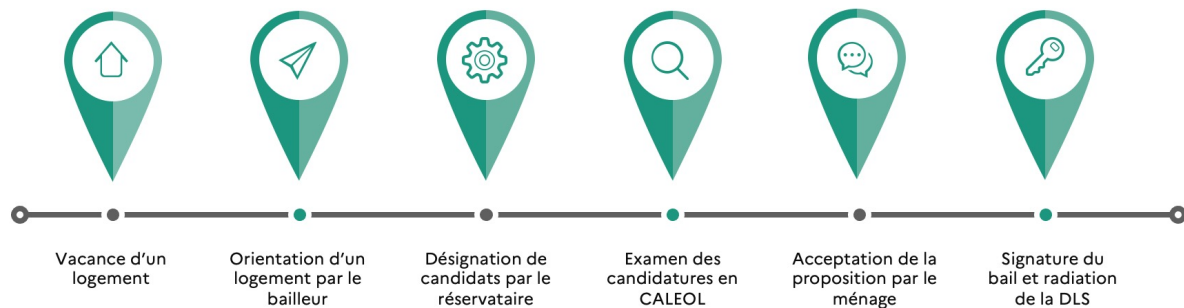 Vacance d'un
logement
Orientation d'un
logement par le
bailleur
Désignation de
candidats par le
réservataire
Examen des
candidatures en
CALEOL
Acceptation de la
proposition par le
ménage
Signature du
bail et radiation
de la DLS